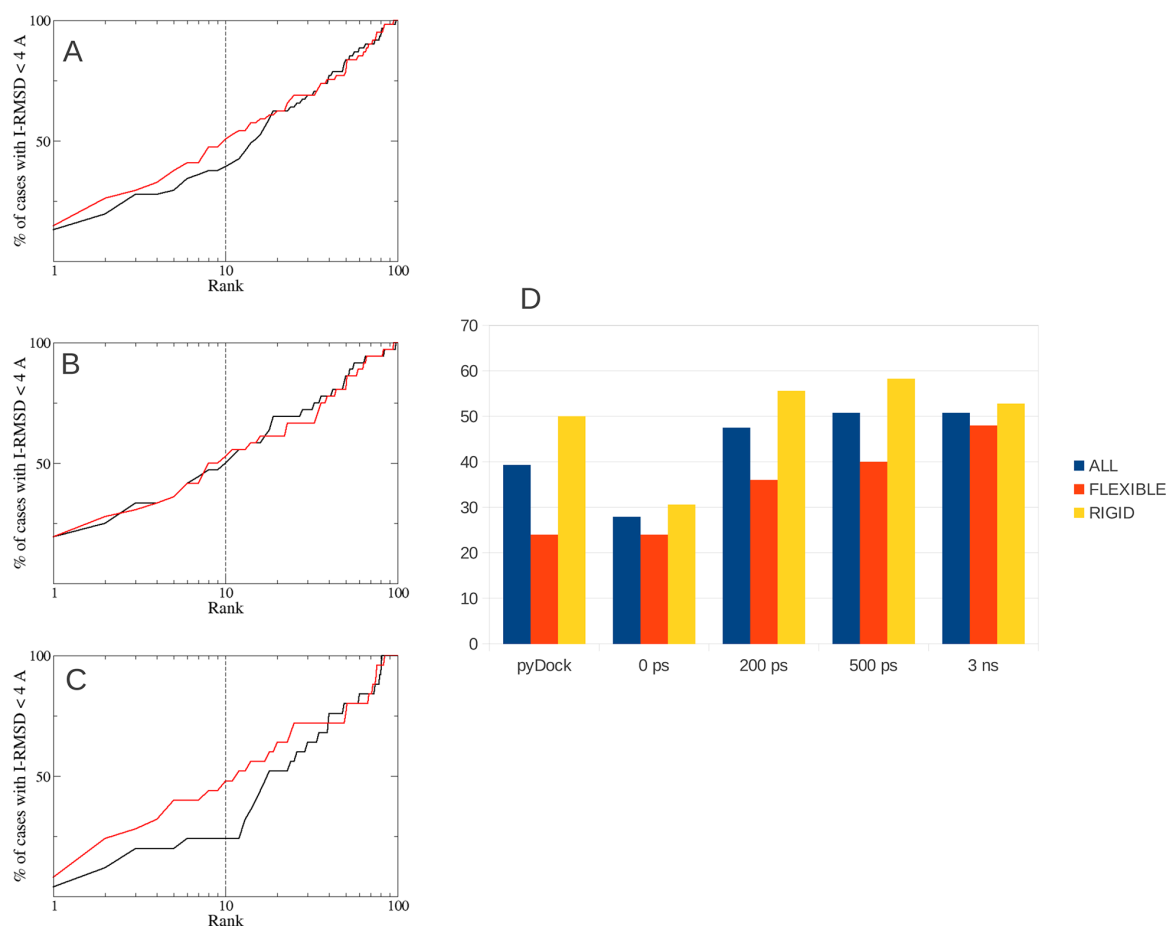 A
100
50
% of cases with I-RMSD < 4 A
1 10 100
Rank
B
100
50
% of cases with I-RMSD < 4 A
1 10 100
Rank
C
100
50
% of cases with I-RMSD < 4 A
1 10 100
Rank
D
70
60
50
40
30
20
10
0
pyDock 0 ps 200 ps 500 ps 3 ns
ALL
FLEXIBLE
RIGID